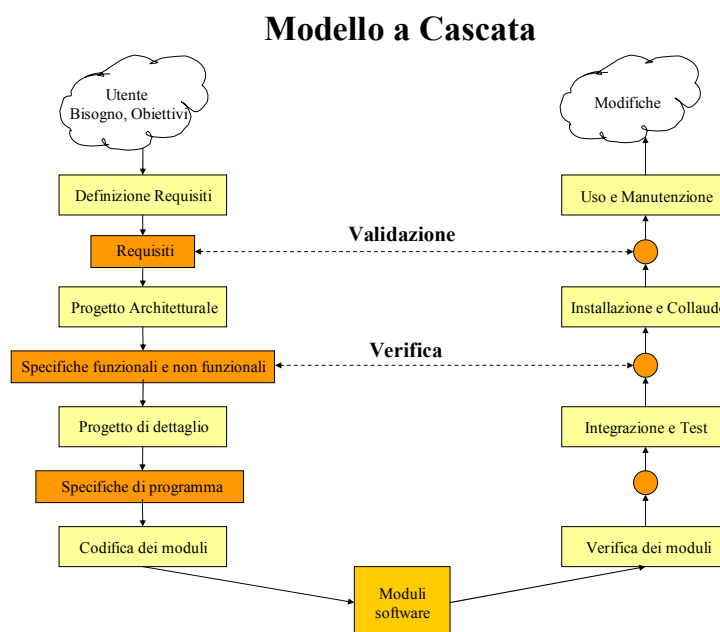 Modello a Cascata
Utente
Bisogno, Obiettivi
Modifiche
Definizione Requisiti
Uso e Manutenzione
Validazione
Requisiti
Progetto Architetturale
Installazione e Collaudo
Verifica
Specifiche funzionali e non funzionali
Progetto di dettaglio
Integrazione e Test
Specifiche di programma
Codifica dei moduli
Verifica dei moduli
Moduli
software